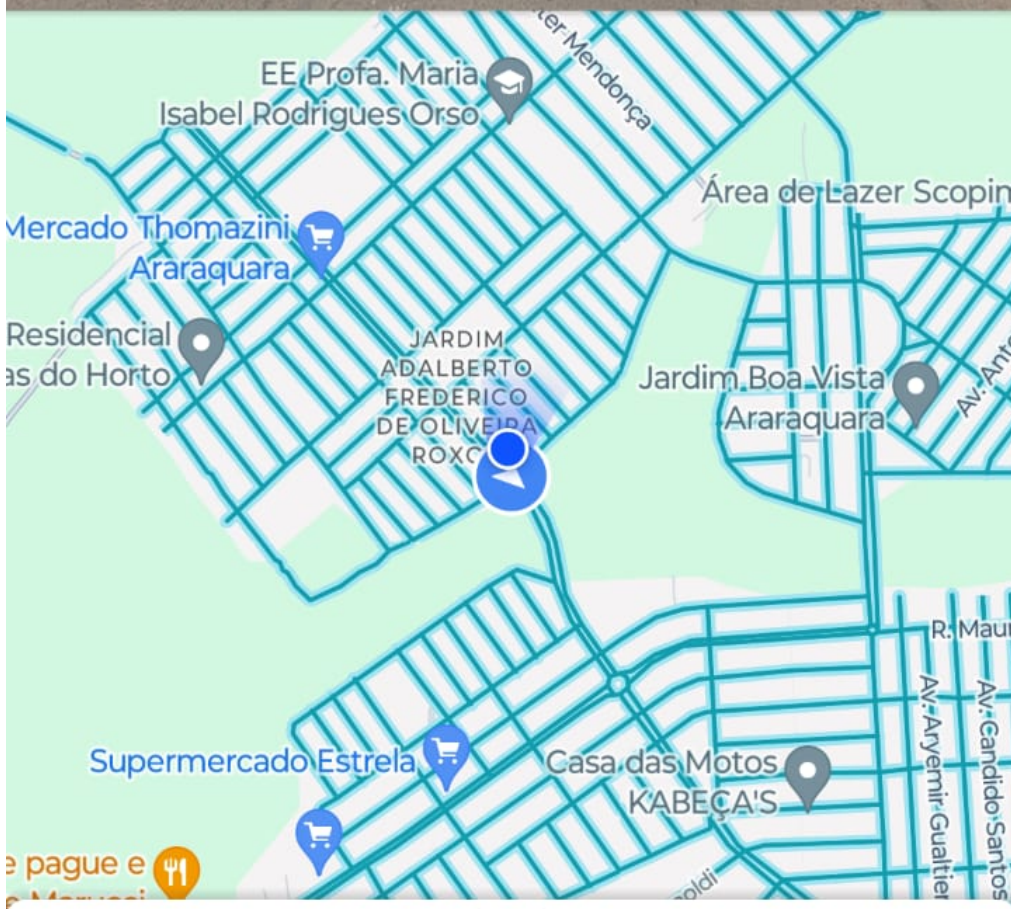 EE Profa. Maria
Isabel Rodrigues Orso
ter Mendonça
Área de Lazer Scopin
Mercado Thomazini
Araraquara
Residencial
as do Horto
JARDIM
ADALBERTO
FREDERICO
DE OLIVEIRA
ROXO
Jardim Boa Vista
Araraquara
Av. Anto
R. Maur
Av. Aryemir Gualtier
Av. Candido Santos
Supermercado Estrela
Casa das Motos
KABEÇA'S
e pague e
oldi